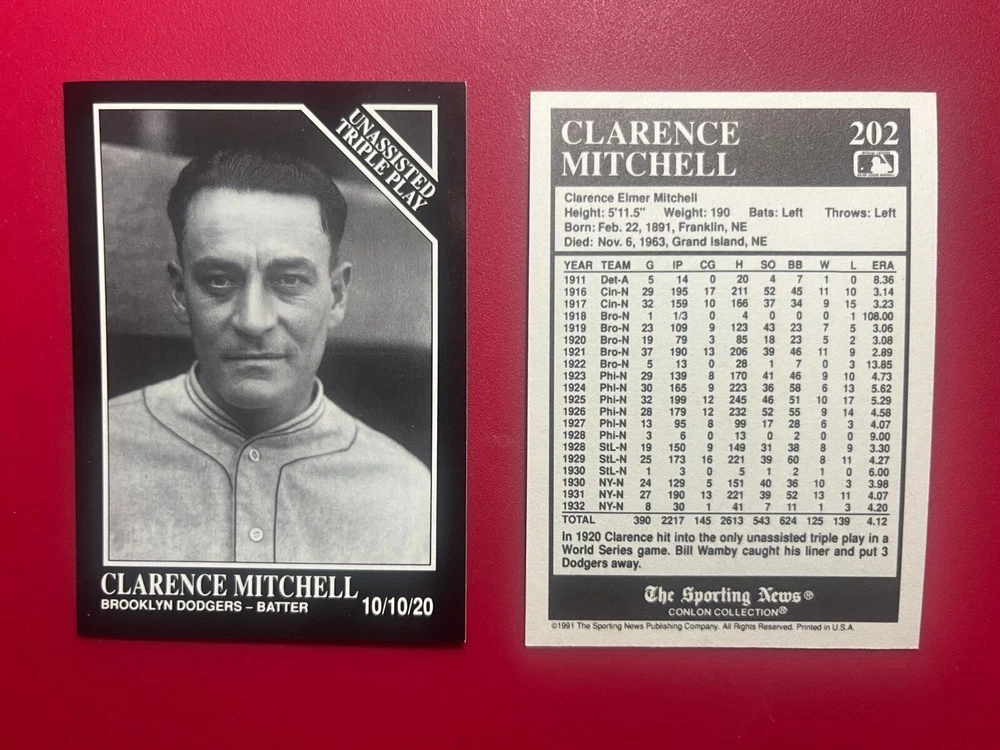 UNASSISTED
TRIPLE PLAY
CLARENCE MITCHELL
BROOKLYN DODGERS – BATTER
10/10/20
CLARENCE
MITCHELL
202
Clarence Elmer Mitchell
Height: 5'11.5" Weight: 190 Bats: Left Throws: Left
Born: Feb. 22, 1891, Franklin, NE
Died: Nov. 6, 1963, Grand Island, NE
YEAR TEAM G IP CG H SO BB W L ERA
1911 Det-A 5 14 0 20 4 7 1 0 8.36
1916 Cin-N 29 195 17 211 52 45 11 10 3.14
1917 Cin-N 32 159 10 166 37 34 9 15 3.23
1918 Bro-N 1 1/3 0 4 0 0 0 1 108.00
1919 Bro-N 23 109 9 123 43 23 7 5 3.06
1920 Bro-N 19 79 3 85 18 23 5 2 3.08
1921 Bro-N 37 190 13 206 39 46 11 9 2.89
1922 Bro-N 5 13 0 28 1 7 0 3 13.85
1923 Phi-N 29 139 8 170 41 46 9 10 4.73
1924 Phi-N 30 165 9 223 36 58 6 13 5.62
1925 Phi-N 32 199 12 245 46 51 10 17 5.29
1926 Phi-N 28 179 12 232 52 55 9 14 4.58
1927 Phi-N 13 95 8 99 17 28 6 3 4.07
1928 Phi-N 3 6 0 13 0 2 0 0 9.00
1928 StL-N 19 150 9 149 31 38 8 9 3.30
1929 StL-N 25 173 16 221 39 60 8 11 4.27
1930 StL-N 1 3 0 5 1 2 1 0 6.00
1930 NY-N 24 129 5 151 40 36 10 3 3.98
1931 NY-N 27 190 13 221 39 52 13 11 4.07
1932 NY-N 8 30 1 41 7 11 1 3 4.20
TOTAL 390 2217 145 2613 543 624 125 139 4.12
In 1920 Clarence hit into the only unassisted triple play in a
World Series game. Bill Wamby caught his liner and put 3
Dodgers away.
The Sporting News®
CONLON COLLECTION®
©1991 The Sporting News Publishing Company. All Rights Reserved. Printed in U.S.A.